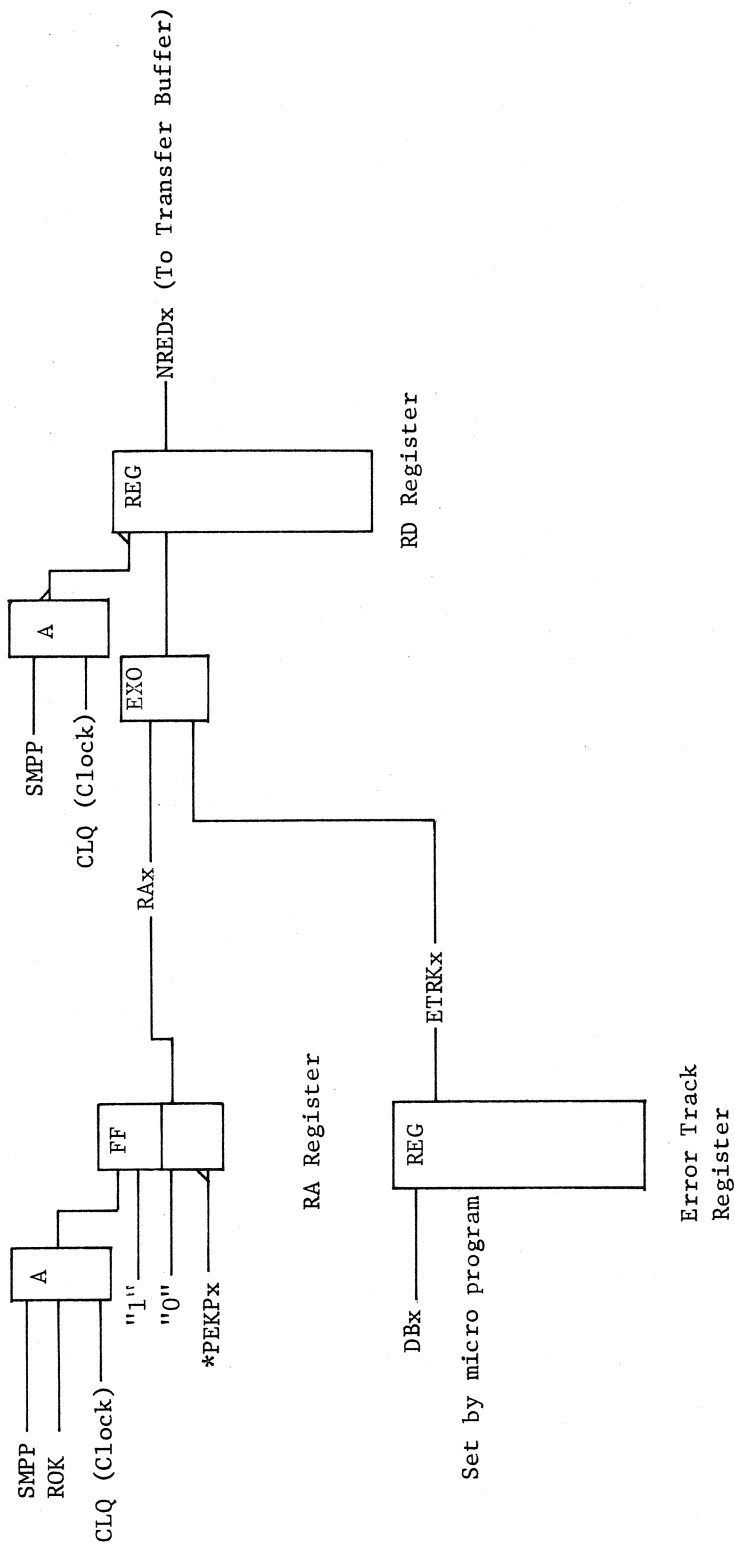 SMPP
ROK
CLQ (Clock)
A
"1"
"0"
*PEKPx
FF
RA Register
RAx
DBx
Set by micro program
REG
Error Track
Register
ETRKx
SMPP
CLQ (Clock)
A
EXO
REG
RD Register
NREDx (To Transfer Buffer)